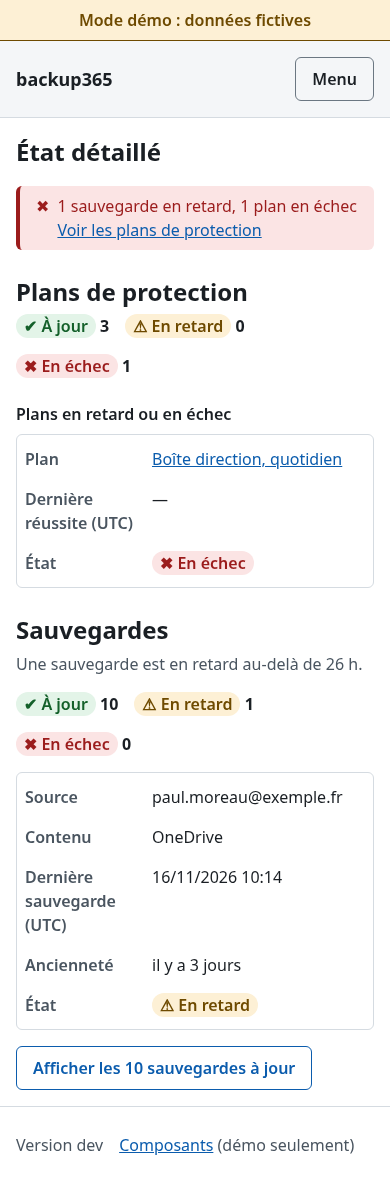 Mode démo : données fictives
backup365
Menu
État détaillé
✖ 1 sauvegarde en retard, 1 plan en échec
Voir les plans de protection
Plans de protection
✔ À jour 3 ⚠ En retard 0
✖ En échec 1
Plans en retard ou en échec
Plan Boîte direction, quotidien
Dernière
réussite (UTC) —
État ✖ En échec
Sauvegardes
Une sauvegarde est en retard au-delà de 26 h.
✔ À jour 10 ⚠ En retard 1
✖ En échec 0
Source paul.moreau@exemple.fr
Contenu OneDrive
Dernière 16/11/2026 10:14
sauvegarde
(UTC)
Ancienneté il y a 3 jours
État ⚠ En retard
Afficher les 10 sauvegardes à jour
Version dev Composants (démo seulement)